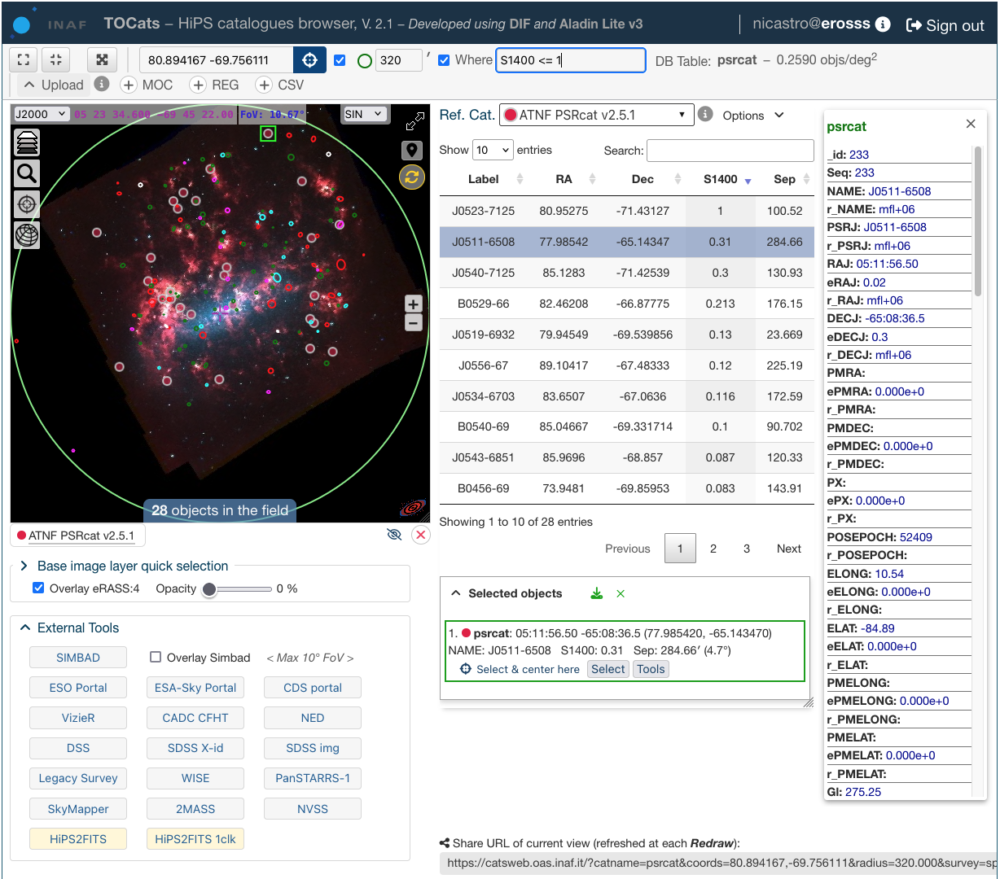 INAF TOCats – HiPS catalogues browser, V. 2.1 – Developed using DIF and Aladin Lite v3 nicastro@erosss Sign out
80.894167 -69.756111 320 ′ Where S1400 <= 1 DB Table: psrcat – 0.2590 objs/deg2
Upload MOC REG CSV
J2000 05 23 34.600 -69 45 22.00 FoV: 10.67° SIN
28 objects in the field
ATNF PSRcat v2.5.1
Base image layer quick selection
Overlay eRASS:4 Opacity 0 %
External Tools
SIMBAD Overlay Simbad < Max 10° FoV >
ESO Portal ESA-Sky Portal CDS portal
VizieR CADC CFHT NED
DSS SDSS X-id SDSS img
Legacy Survey WISE PanSTARRS-1
SkyMapper 2MASS NVSS
HiPS2FITS HiPS2FITS 1clk
Ref. Cat. ATNF PSRcat v2.5.1 Options
Show 10 entries Search:
Label RA Dec S1400 Sep
J0523-7125 80.95275 -71.43127 1 100.52
J0511-6508 77.98542 -65.14347 0.31 284.66
J0540-7125 85.1283 -71.42539 0.3 130.93
B0529-66 82.46208 -66.87775 0.213 176.15
J0519-6932 79.94549 -69.539856 0.13 23.669
J0556-67 89.10417 -67.48333 0.12 225.19
J0534-6703 83.6507 -67.0636 0.116 172.59
B0540-69 85.04667 -69.331714 0.1 90.702
J0543-6851 85.9696 -68.857 0.087 120.33
B0456-69 73.9481 -69.85953 0.083 143.91
Showing 1 to 10 of 28 entries
Previous 1 2 3 Next
Selected objects
1. psrcat: 05:11:56.50 -65:08:36.5 (77.985420, -65.143470)
NAME: J0511-6508 S1400: 0.31 Sep: 284.66′ (4.7°)
Select & center here Select Tools
Share URL of current view (refreshed at each Redraw):
https://catsweb.oas.inaf.it/?catname=psrcat&coords=80.894167,-69.756111&radius=320.000&survey=sp
psrcat
_id: 233
Seq: 233
NAME: J0511-6508
r_NAME: mfl+06
PSRJ: J0511-6508
r_PSRJ: mfl+06
RAJ: 05:11:56.50
eRAJ: 0.02
r_RAJ: mfl+06
DECJ: -65:08:36.5
eDECJ: 0.3
r_DECJ: mfl+06
PMRA:
ePMRA: 0.000e+0
r_PMRA:
PMDEC:
ePMDEC: 0.000e+0
r_PMDEC:
PX:
ePX: 0.000e+0
r_PX:
POSEPOCH: 52409
r_POSEPOCH:
ELONG: 10.54
eELONG: 0.000e+0
r_ELONG:
ELAT: -84.89
eELAT: 0.000e+0
r_ELAT:
PMELONG:
ePMELONG: 0.000e+0
r_PMELONG:
PMELAT:
ePMELAT: 0.000e+0
r_PMELAT:
Gl: 275.25